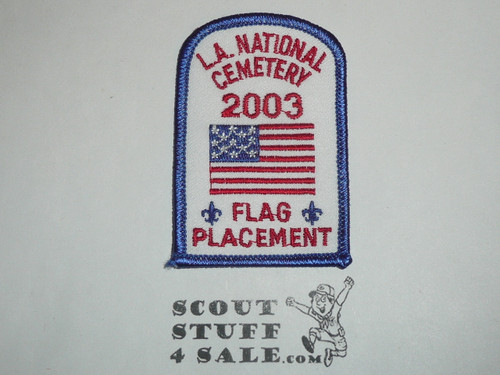 L.A. NATIONAL
CEMETERY
2003
FLAG
PLACEMENT
SCOUT
STUFF
4 SALE.com